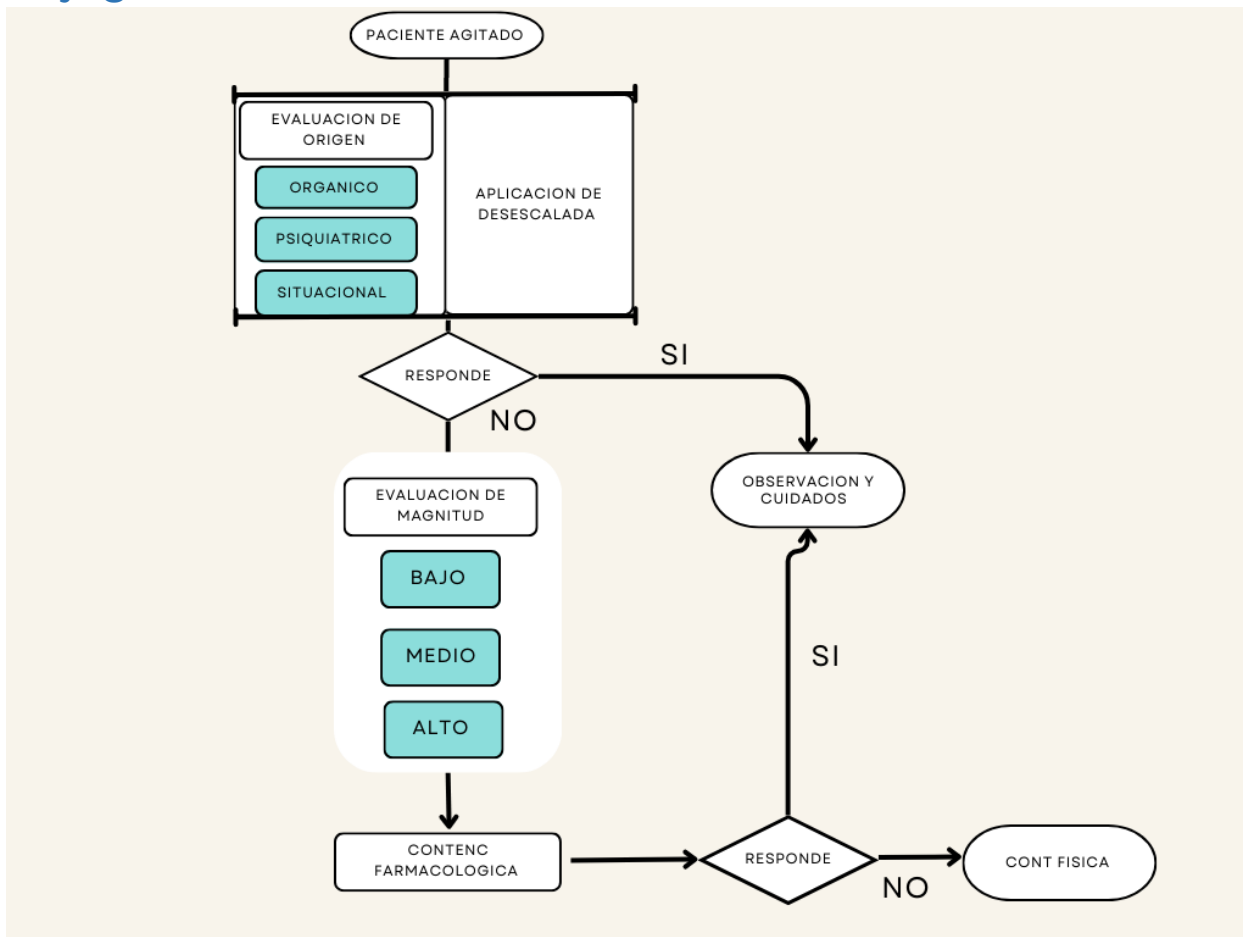 PACIENTE AGITADO
EVALUACION DE
ORIGEN
ORGANICO
PSIQUIATRICO
SITUACIONAL
APLICACION DE
DESESCALADA
RESPONDE
SI
NO
EVALUACION DE
MAGNITUD
BAJO
MEDIO
ALTO
OBSERVACION Y
CUIDADOS
SI
CONTENC
FARMACOLOGICA
RESPONDE
NO
CONT FISICA